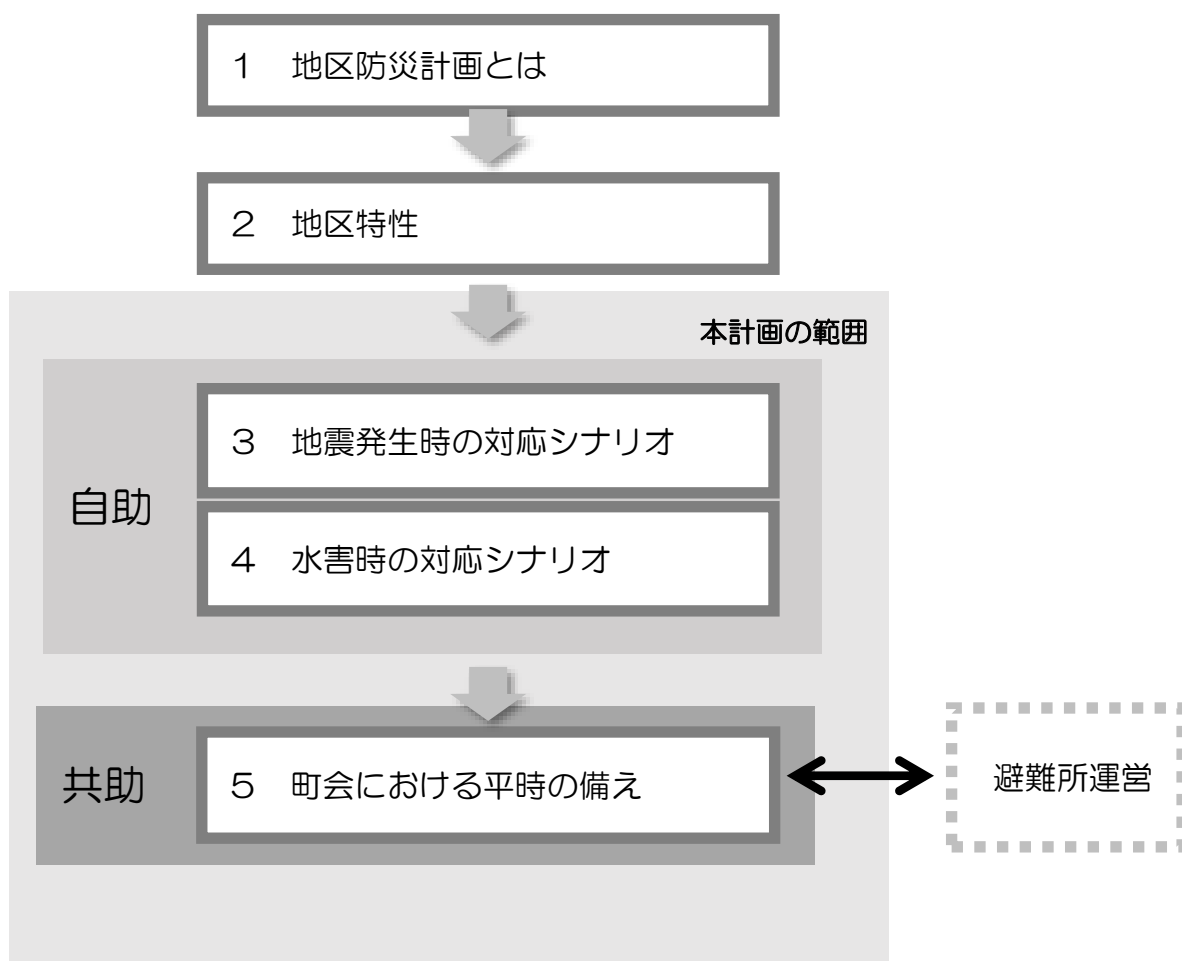 １　地区防災計画とは
２　地区特性
本計画の範囲
自助
３　地震発生時の対応シナリオ
４　水害時の対応シナリオ
共助
５　町会における平時の備え
避難所運営